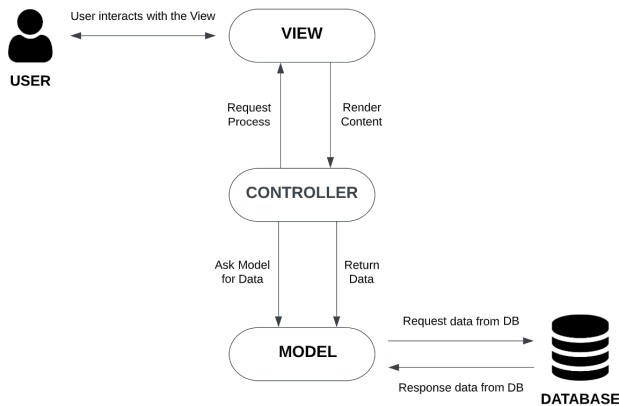 User interacts with the View
VIEW
USER
Request
Process
Render
Content
CONTROLLER
Ask Model
for Data
Return
Data
Request data from DB
MODEL
Response data from DB
DATABASE